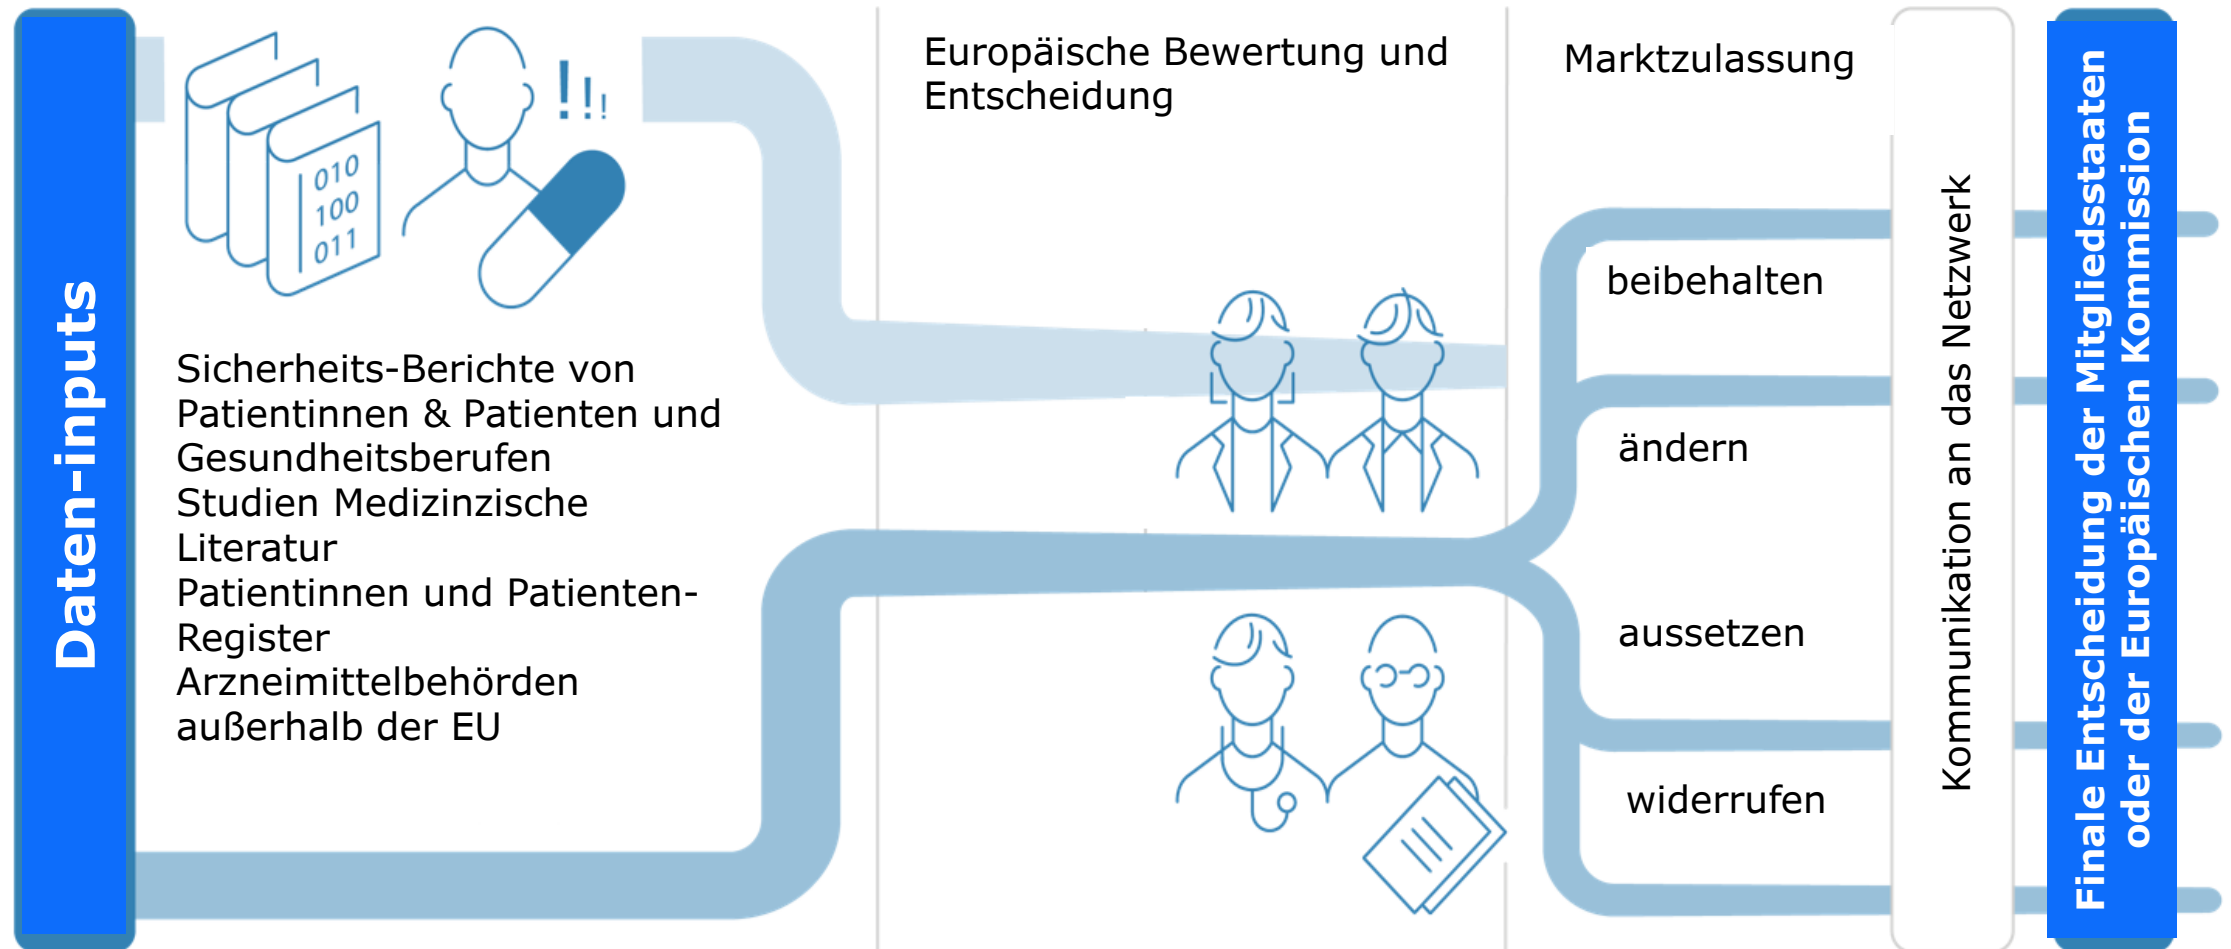 Daten-inputs
010
100
011
!!!
Sicherheits-Berichte von
Patientinnen & Patienten und
Gesundheitsberufen
Studien Medizinzische
Literatur
Patientinnen und Patienten-
Register
Arzneimittelbehörden
außerhalb der EU
Europäische Bewertung und
Entscheidung
Marktzulassung
beibehalten
ändern
aussetzen
widerrufen
Kommunikation an das Netzwerk
Finale Entscheidung der Mitgliedsstaaten
oder der Europäischen Kommission